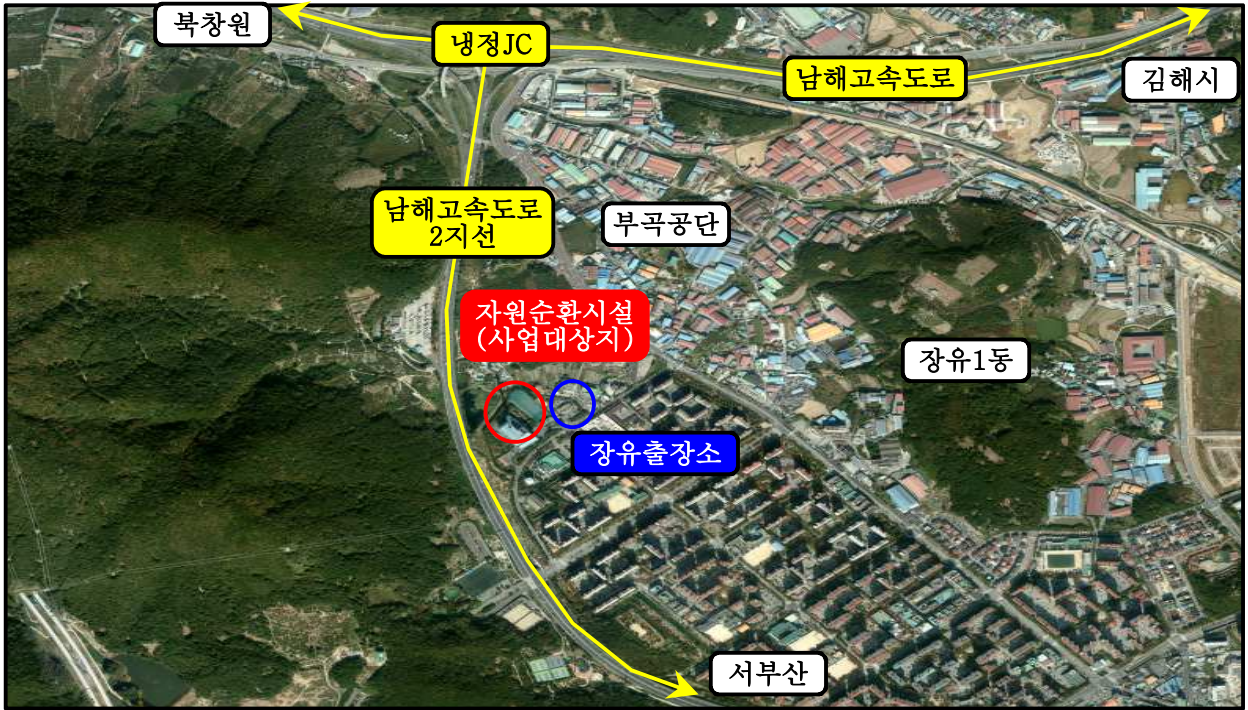 북창원
냉정JC
남해고속도로
김해시
남해고속도로
2지선
부곡공단
자원순환시설
(사업대상지)
장유1동
장유출장소
서부산